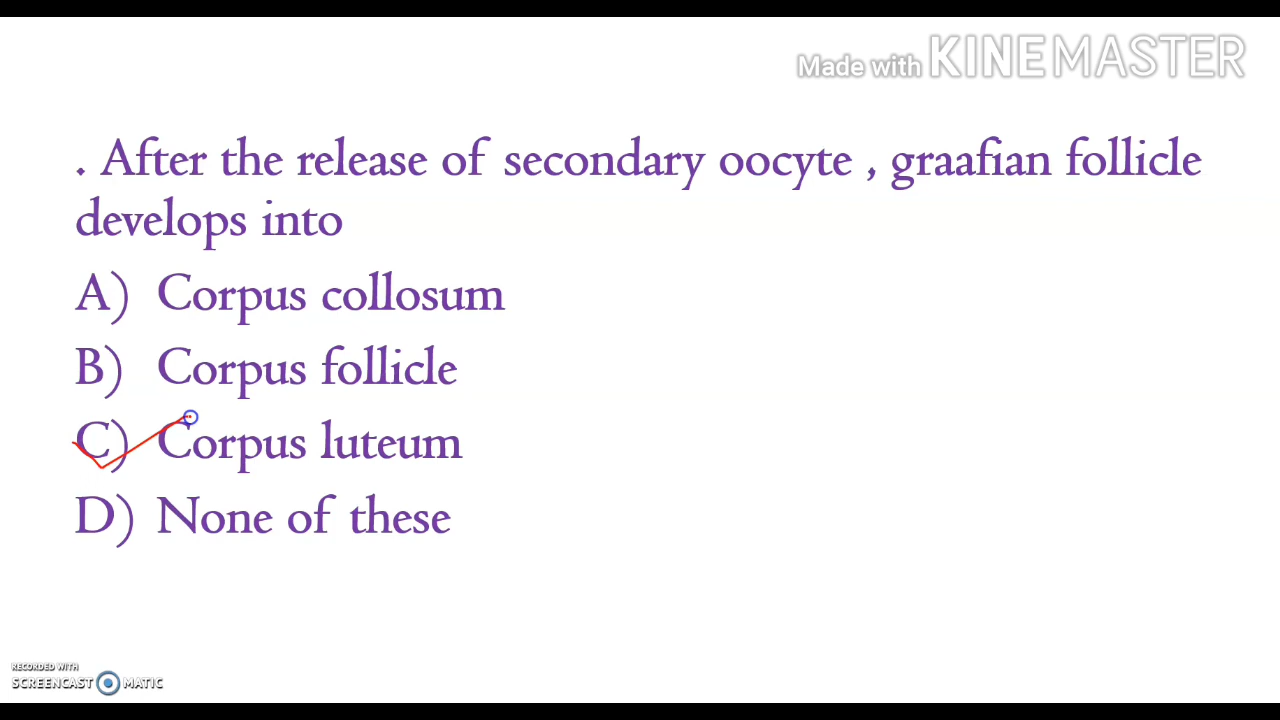 Made with KINEMASTER
. After the release of secondary oocyte , graafian follicle
develops into
A) Corpus collosum
B) Corpus follicle
C) Corpus luteum
D) None of these
RECORDED WITH
SCREENCAST MATIC